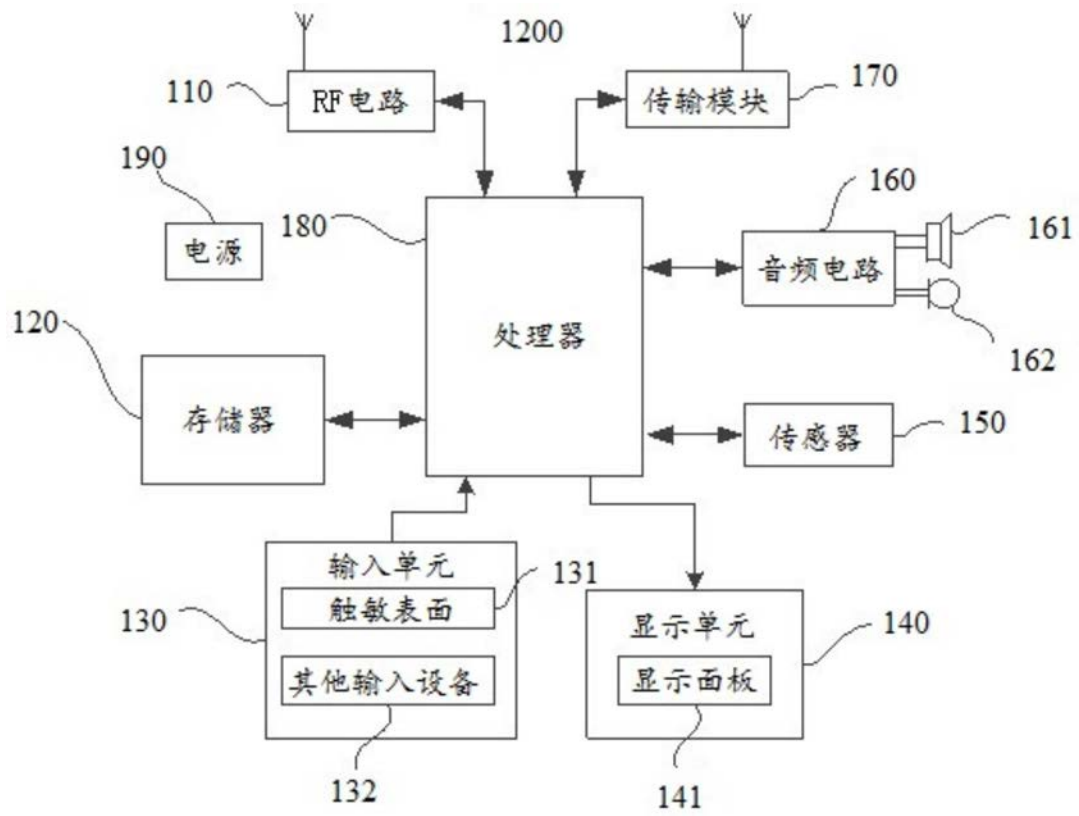 1200
110
RF电路
传输模块
170
190
电源
180
160
161
音频电路
162
120
存储器
处理器
传感器
150
输入单元
131
触敏表面
130
其他输入设备
132
显示单元
140
显示面板
141